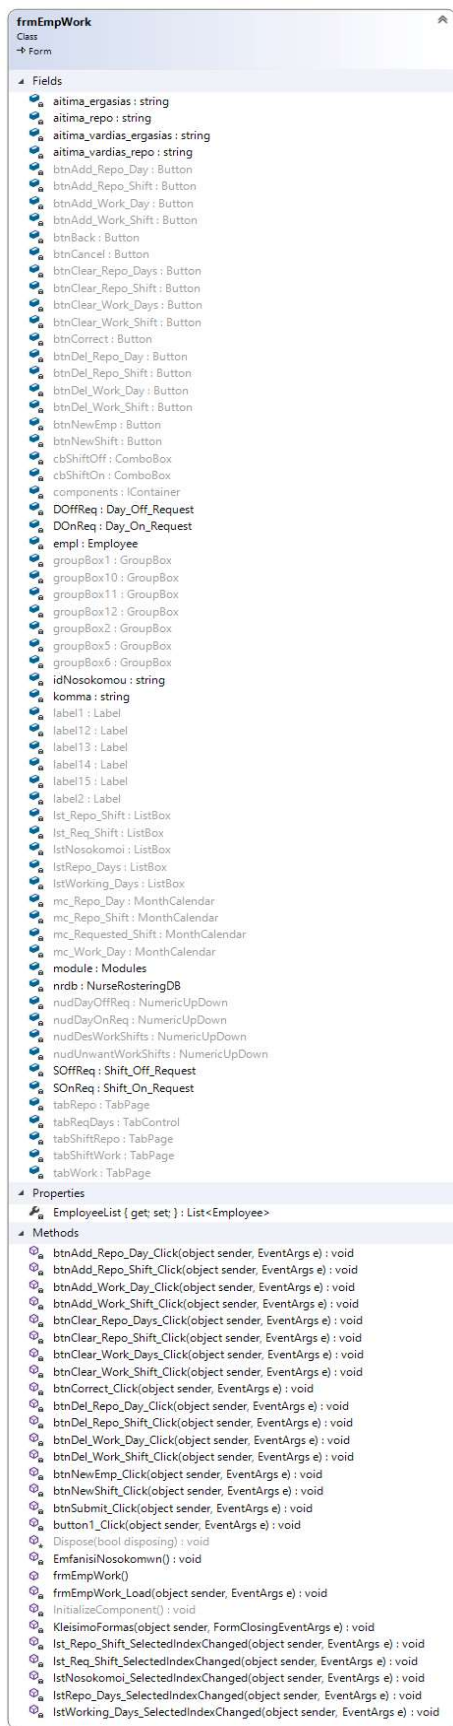 frmEmpWork
Class
Form
Fields
aitima_ergasias : string
aitima_repo : string
aitima_vardias_ergasias : string
aitima_vardias_repo : string
btnAdd_Repo_Day : Button
btnAdd_Repo_Shift : Button
btnAdd_Work_Day : Button
btnAdd_Work_Shift : Button
btnBack : Button
btnCancel : Button
btnClear_Repo_Days : Button
btnClear_Repo_Shift : Button
btnClear_Work_Days : Button
btnClear_Work_Shift : Button
btnCorrect : Button
btnDel_Repo_Day : Button
btnDel_Repo_Shift : Button
btnDel_Work_Day : Button
btnDel_Work_Shift : Button
btnNewEmp : Button
btnNewShift : Button
cbShiftOff : ComboBox
cbShiftOn : ComboBox
components : IContainer
DOffReq : Day_Off_Request
DOnReq : Day_On_Request
empl : Employee
groupBox1 : GroupBox
groupBox10 : GroupBox
groupBox11 : GroupBox
groupBox12 : GroupBox
groupBox2 : GroupBox
groupBox5 : GroupBox
groupBox6 : GroupBox
idNosokomou : string
komma : string
label1 : Label
label12 : Label
label13 : Label
label14 : Label
label15 : Label
label2 : Label
lst_Repo_Shift : ListBox
lst_Req_Shift : ListBox
lstNosokomoi : ListBox
lstRepo_Days : ListBox
lstWorking_Days : ListBox
mc_Repo_Day : MonthCalendar
mc_Repo_Shift : MonthCalendar
mc_Requested_Shift : MonthCalendar
mc_Work_Day : MonthCalendar
module : Modules
nrdb : NurseRosteringDB
nudDayOffReq : NumericUpDown
nudDayOnReq : NumericUpDown
nudDesWorkShifts : NumericUpDown
nudUnwantWorkShifts : NumericUpDown
SOffReq : Shift_Off_Request
SOnReq : Shift_On_Request
tabRepo : TabPage
tabReqDays : TabControl
tabShiftRepo : TabPage
tabShiftWork : TabPage
tabWork : TabPage
Properties
EmployeeList { get; set; } : List<Employee>
Methods
btnAdd_Repo_Day_Click(object sender, EventArgs e) : void
btnAdd_Repo_Shift_Click(object sender, EventArgs e) : void
btnAdd_Work_Day_Click(object sender, EventArgs e) : void
btnAdd_Work_Shift_Click(object sender, EventArgs e) : void
btnClear_Repo_Days_Click(object sender, EventArgs e) : void
btnClear_Repo_Shift_Click(object sender, EventArgs e) : void
btnClear_Work_Days_Click(object sender, EventArgs e) : void
btnClear_Work_Shift_Click(object sender, EventArgs e) : void
btnCorrect_Click(object sender, EventArgs e) : void
btnDel_Repo_Day_Click(object sender, EventArgs e) : void
btnDel_Repo_Shift_Click(object sender, EventArgs e) : void
btnDel_Work_Day_Click(object sender, EventArgs e) : void
btnDel_Work_Shift_Click(object sender, EventArgs e) : void
btnNewEmp_Click(object sender, EventArgs e) : void
btnNewShift_Click(object sender, EventArgs e) : void
btnSubmit_Click(object sender, EventArgs e) : void
button1_Click(object sender, EventArgs e) : void
Dispose(bool disposing) : void
EmfanisiNosokomwn() : void
frmEmpWork()
frmEmpWork_Load(object sender, EventArgs e) : void
InitializeComponent() : void
KleisimoFormas(object sender, FormClosingEventArgs e) : void
lst_Repo_Shift_SelectedIndexChanged(object sender, EventArgs e) : void
lst_Req_Shift_SelectedIndexChanged(object sender, EventArgs e) : void
lstNosokomoi_SelectedIndexChanged(object sender, EventArgs e) : void
lstRepo_Days_SelectedIndexChanged(object sender, EventArgs e) : void
lstWorking_Days_SelectedIndexChanged(object sender, EventArgs e) : void